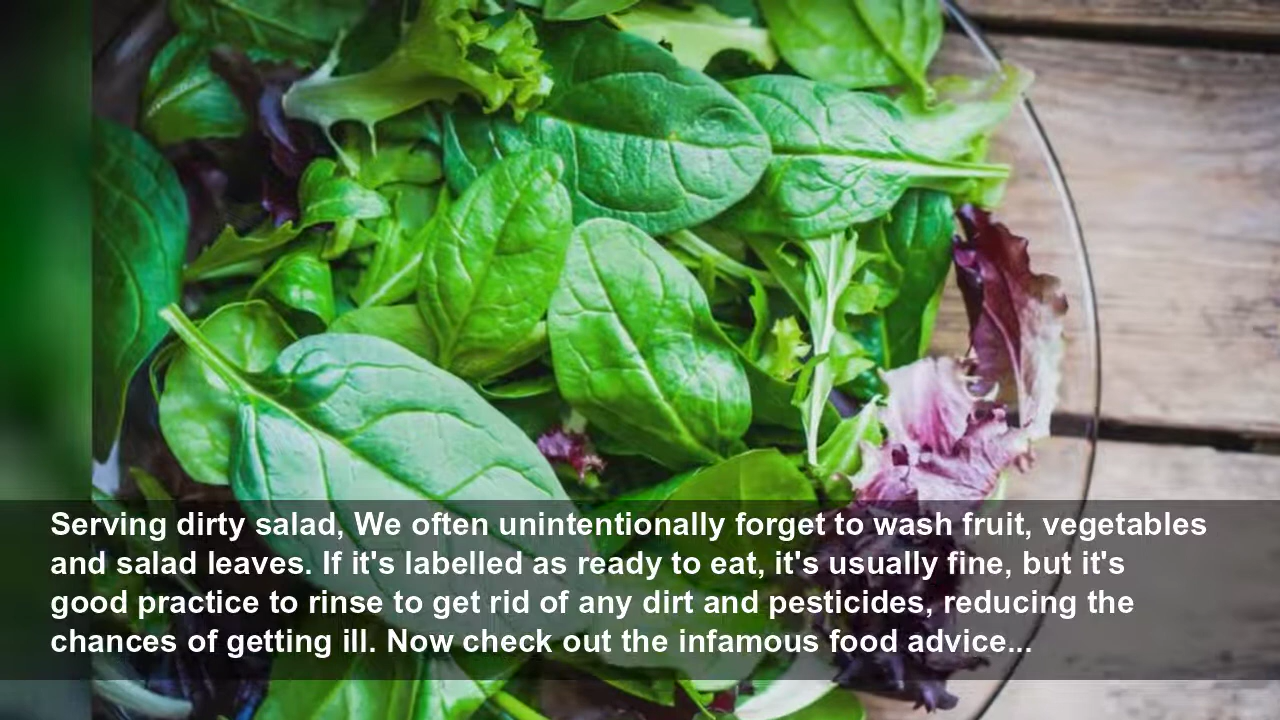 Serving dirty salad, We often unintentionally forget to wash fruit, vegetables
and salad leaves. If it's labelled as ready to eat, it's usually fine, but it's
good practice to rinse to get rid of any dirt and pesticides, reducing the
chances of getting ill. Now check out the infamous food advice...